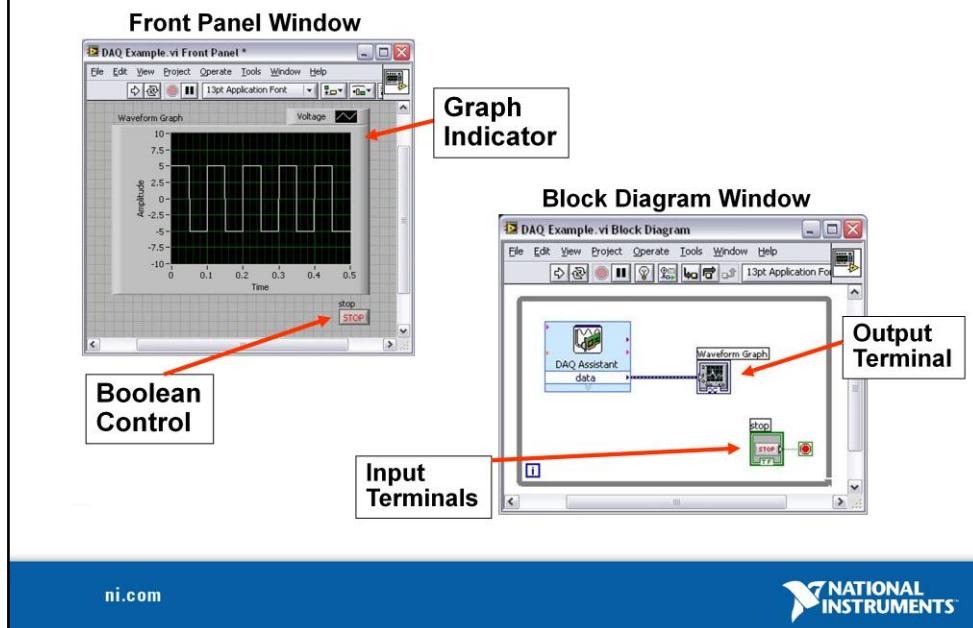 Front Panel Window
DAQ Example.vi Front Panel *
File Edit View Project Operate Tools Window Help
13pt Application Font
Waveform Graph
Voltage
10
7.5
5
2.5
0
-2.5
-5
-7.5
-10
Amplitude
0 0.1 0.2 0.3 0.4 0.5
Time
stop
STOP
Graph
Indicator
Boolean
Control
Block Diagram Window
DAQ Example.vi Block Diagram
File Edit View Project Operate Tools Window Help
13pt Application Fo
DAQ Assistant
data
Waveform Graph
stop
STOP
TF
i
Output
Terminal
Input
Terminals
ni.com
NATIONAL
INSTRUMENTS™